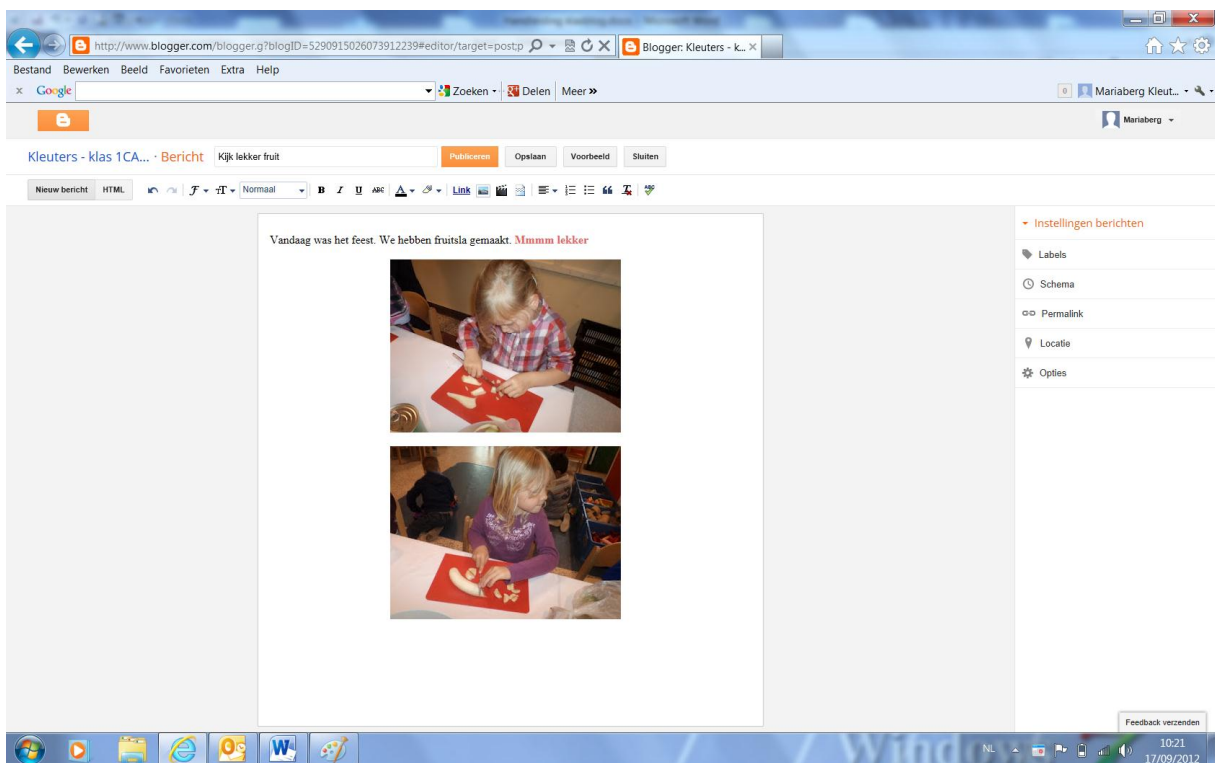 http://www.blogger.com/blogger.g?blogID=5290915026073912239#editor/target=post;p
Blogger: Kleuters - k...
Bestand Bewerken Beeld Favorieten Extra Help
x Google Zoeken Delen Meer »
0 Mariaberg Kleut...
Mariaberg
Kleuters - klas 1CA... · Bericht Kijk lekker fruit Publiceren Opslaan Voorbeeld Sluiten
Nieuw bericht HTML Normaal B I U ABC A Link
Vandaag was het feest. We hebben fruitsla gemaakt. Mmmm lekker
Instellingen berichten
Labels
Schema
Permalink
Locatie
Opties
Feedback verzenden
NL 10:21
17/09/2012